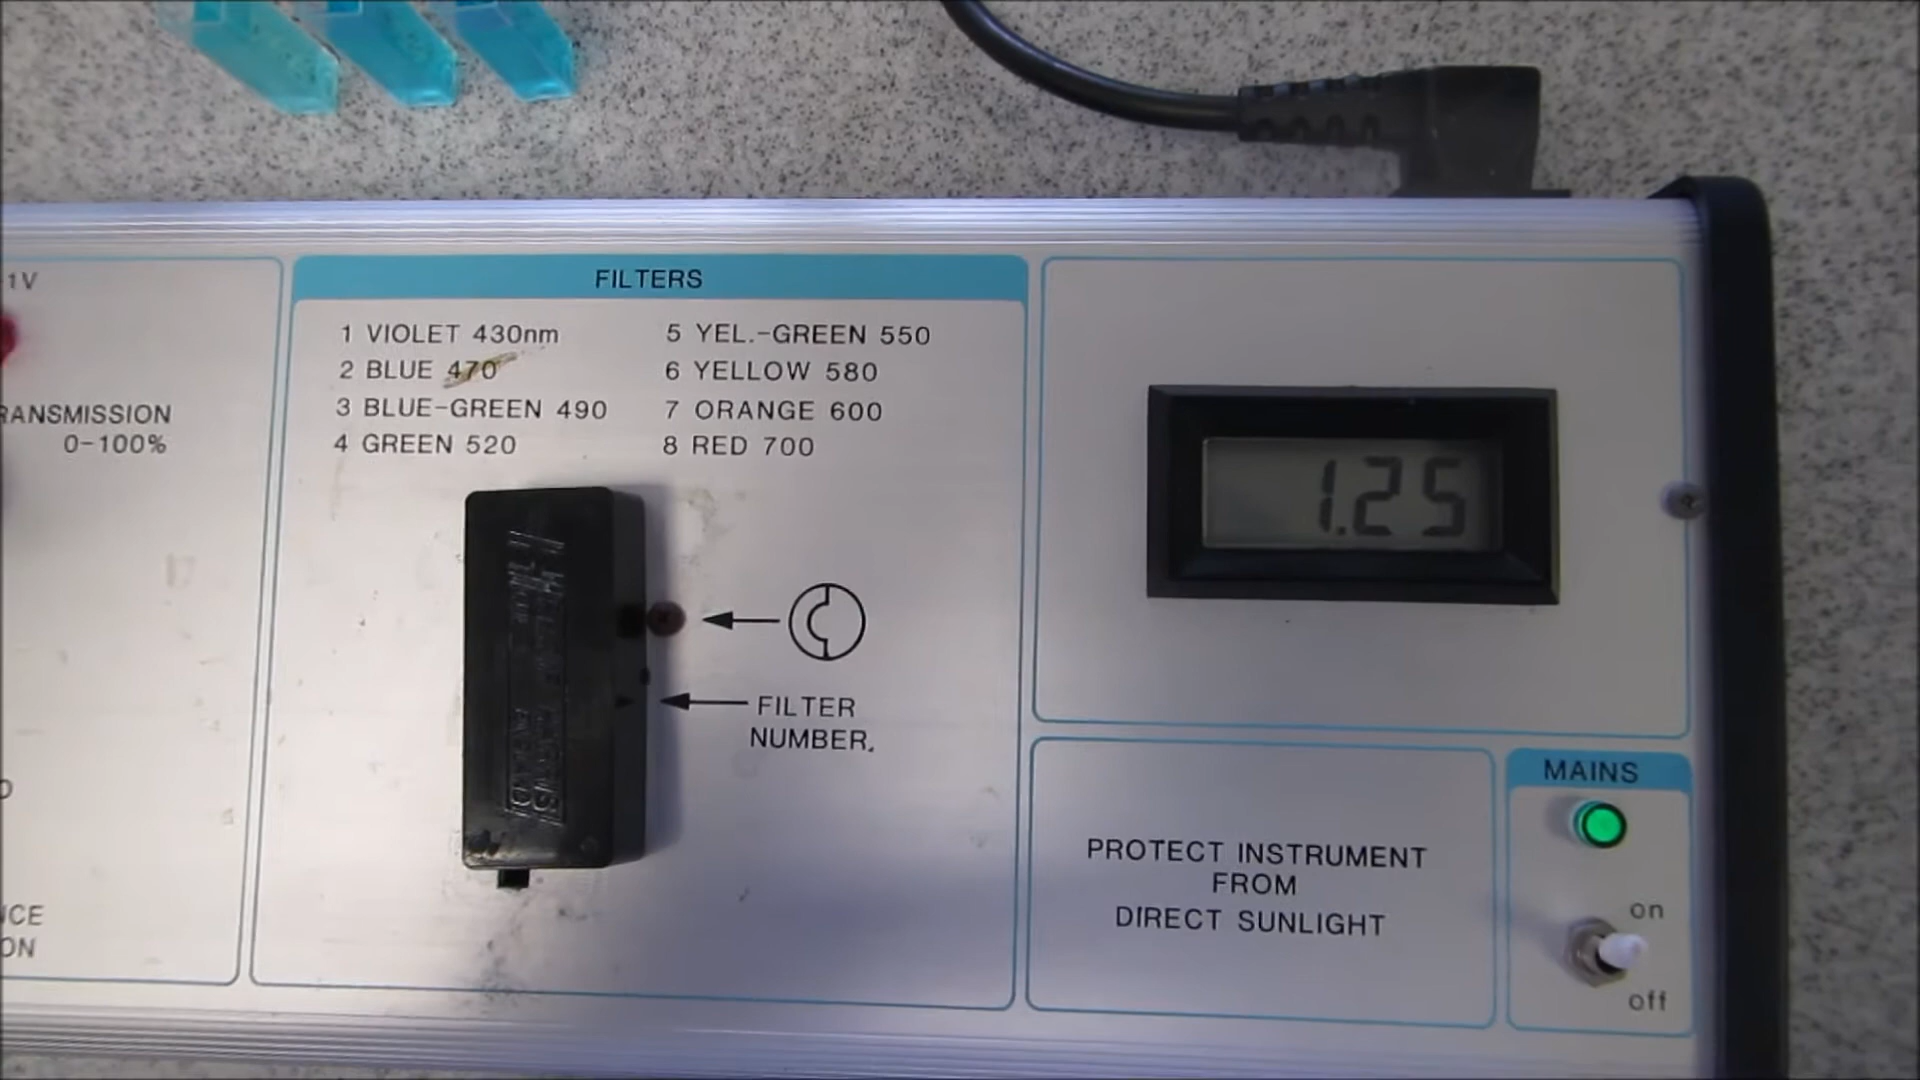 1V
RANSMISSION
0-100%
ICE
ON
FILTERS
1 VIOLET 430nm
2 BLUE 470
3 BLUE-GREEN 490
4 GREEN 520
5 YEL.-GREEN 550
6 YELLOW 580
7 ORANGE 600
8 RED 700
FILTER
NUMBER.
1.25
PROTECT INSTRUMENT
FROM
DIRECT SUNLIGHT
MAINS
on
off